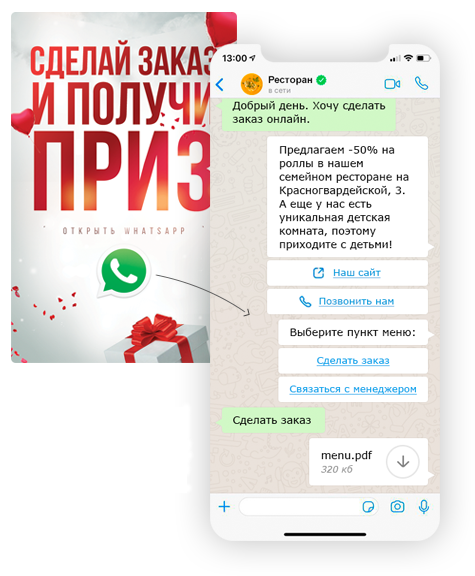 СДЕЛАЙ ЗАКАЗ
И ПОЛУЧИ
ПРИЗ
ОТКРЫТЬ WHATSAPP
13:00
Ресторан
в сети
Добрый день. Хочу сделать
заказ онлайн.
Предлагаем -50% на
роллы в нашем
семейном ресторане на
Красногвардейской, 3.
А еще у нас есть
уникальная детская
комната, поэтому
приходите с детьми!
Наш сайт
Позвонить нам
Выберите пункт меню:
Сделать заказ
Связаться с менеджером
Сделать заказ
menu.pdf
320 кб